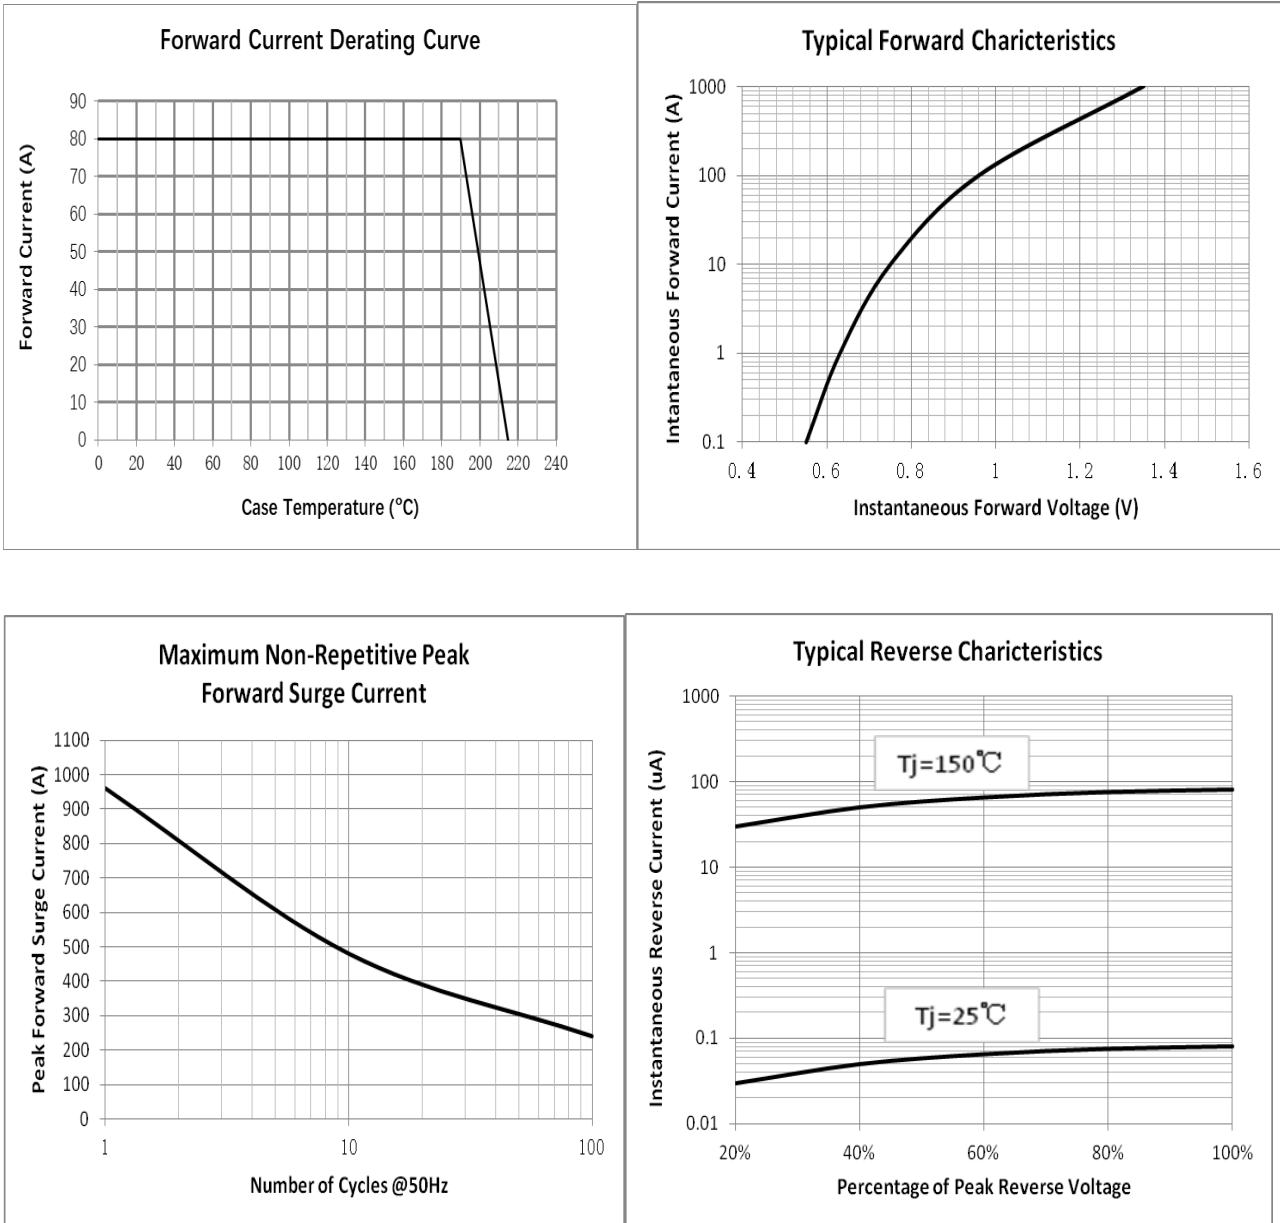 Forward Current Derating Curve
90
80
70
60
50
40
30
20
10
0
0 20 40 60 80 100 120 140 160 180 200 220 240
Forward Current (A)
Case Temperature (°C)
Typical Forward Charicteristics
1000
100
10
1
0.1
0.4 0.6 0.8 1 1.2 1.4 1.6
Intantaneous Forward Current (A)
Instantaneous Forward Voltage (V)
Maximum Non-Repetitive Peak
Forward Surge Current
1100
1000
900
800
700
600
500
400
300
200
100
0
1 10 100
Peak Forward Surge Current (A)
Number of Cycles @50Hz
Typical Reverse Charicteristics
1000
100
10
1
0.1
0.01
Tj=150℃
Tj=25℃
20% 40% 60% 80% 100%
Instantaneous Reverse Current (uA)
Percentage of Peak Reverse Voltage